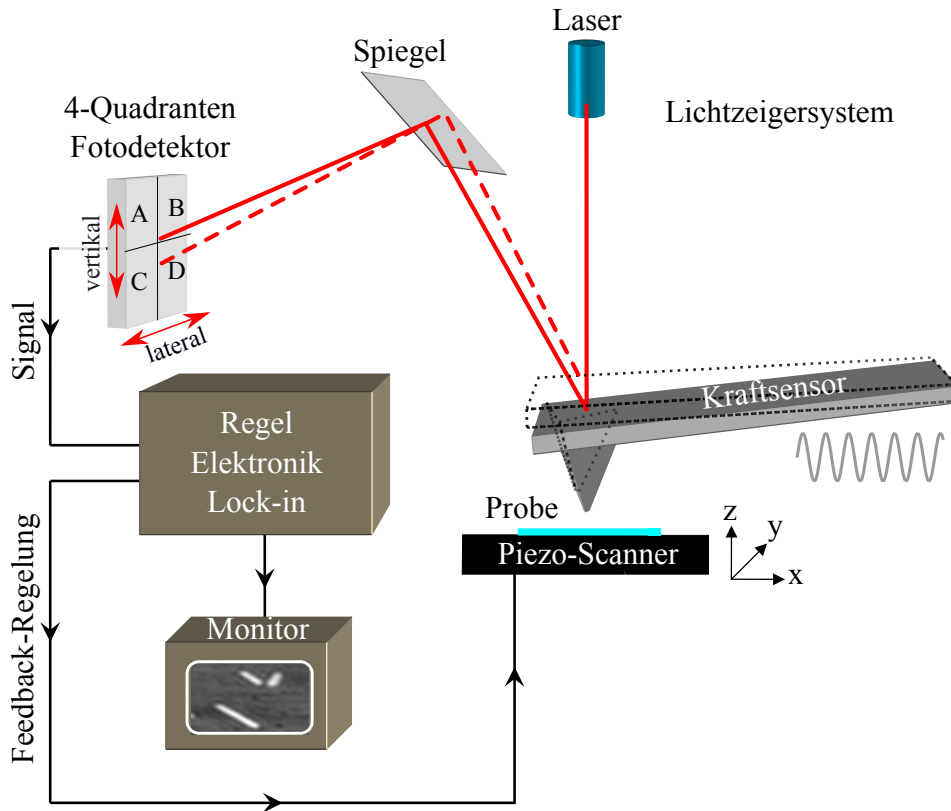 Laser
Spiegel
4-Quadranten
Fotodetektor
Lichtzeigersystem
A
B
C
D
vertikal
lateral
Signal
Kraftsensor
Regel
Elektronik
Lock-in
Probe
Piezo-Scanner
z
y
x
Monitor
Feedback-Regelung